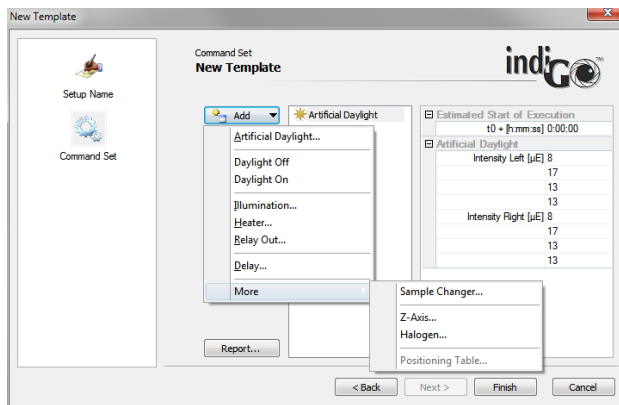 New Template
Command Set
New Template
indiGo™
Setup Name
Command Set
Add
Artificial Daylight
Artificial Daylight...
Daylight Off
Daylight On
Illumination...
Heater...
Relay Out...
Delay...
More
Sample Changer...
Z-Axis...
Halogen...
Positioning Table...
Estimated Start of Execution
t0 + [h:mm:ss] 0:00:00
Artificial Daylight
Intensity Left [µE] 8
17
13
13
Intensity Right [µE] 8
17
13
13
Report...
< Back
Next >
Finish
Cancel